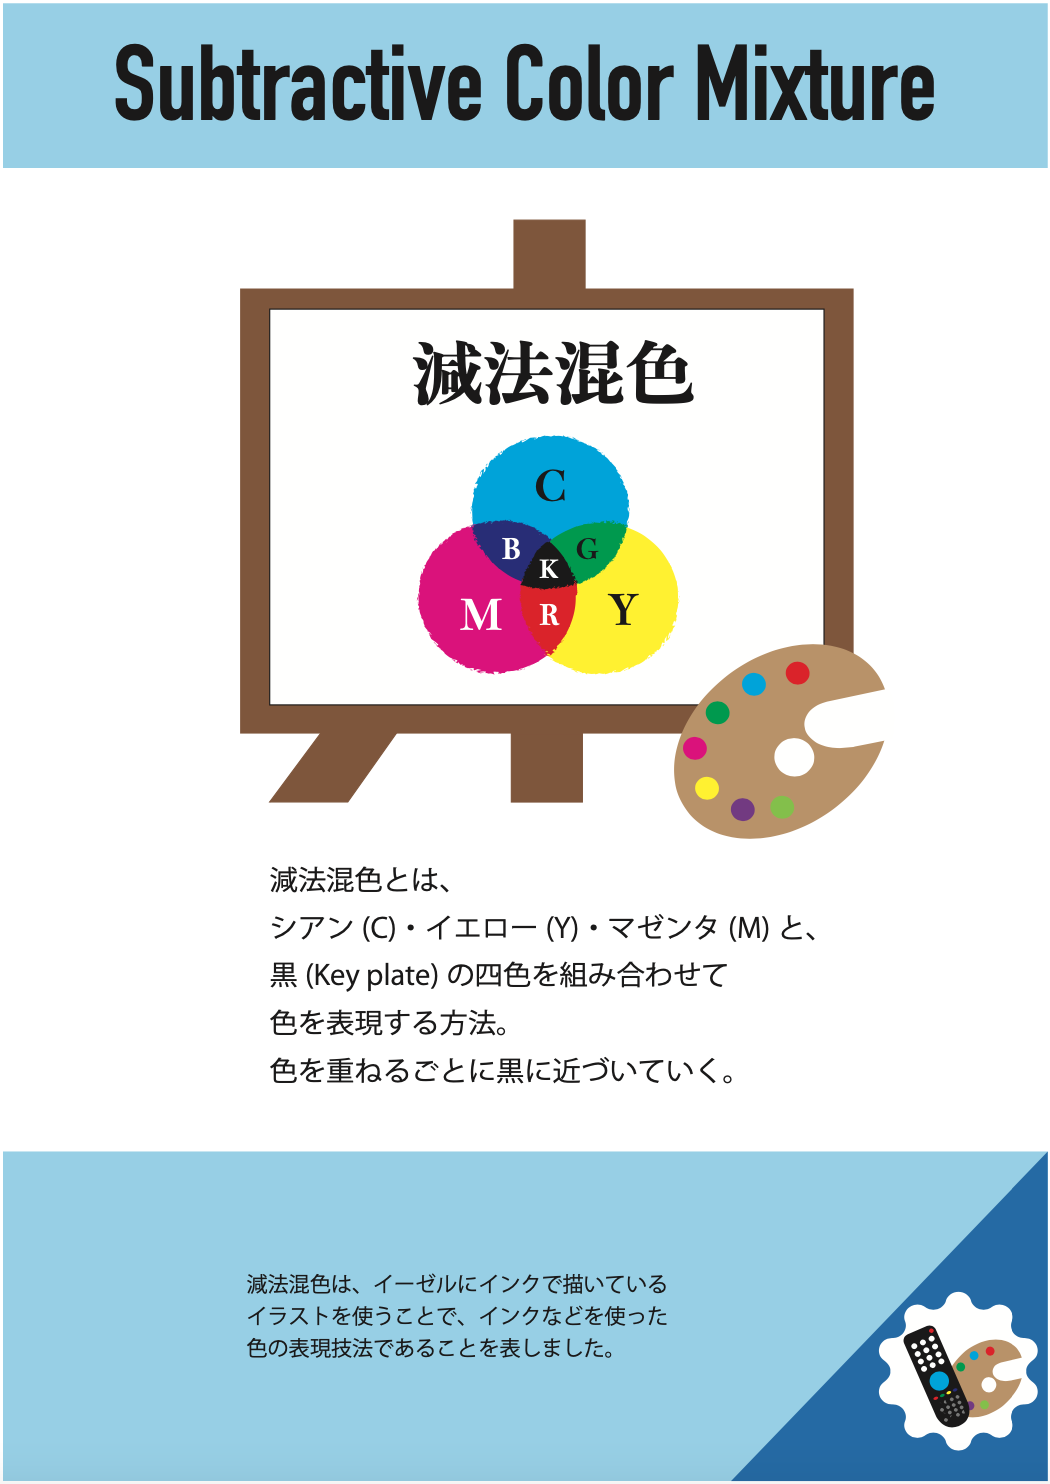 Subtractive Color Mixture
減法混色
C
B
G
K
M
R
Y
減法混色とは、
シアン (C)・イエロー (Y)・マゼンタ (M) と、
黒 (Key plate) の四色を組み合わせて
色を表現する方法。
色を重ねるごとに黒に近づいていく。
減法混色は、イーゼルにインクで描いている
イラストを使うことで、インクなどを使った
色の表現技法であることを表しました。